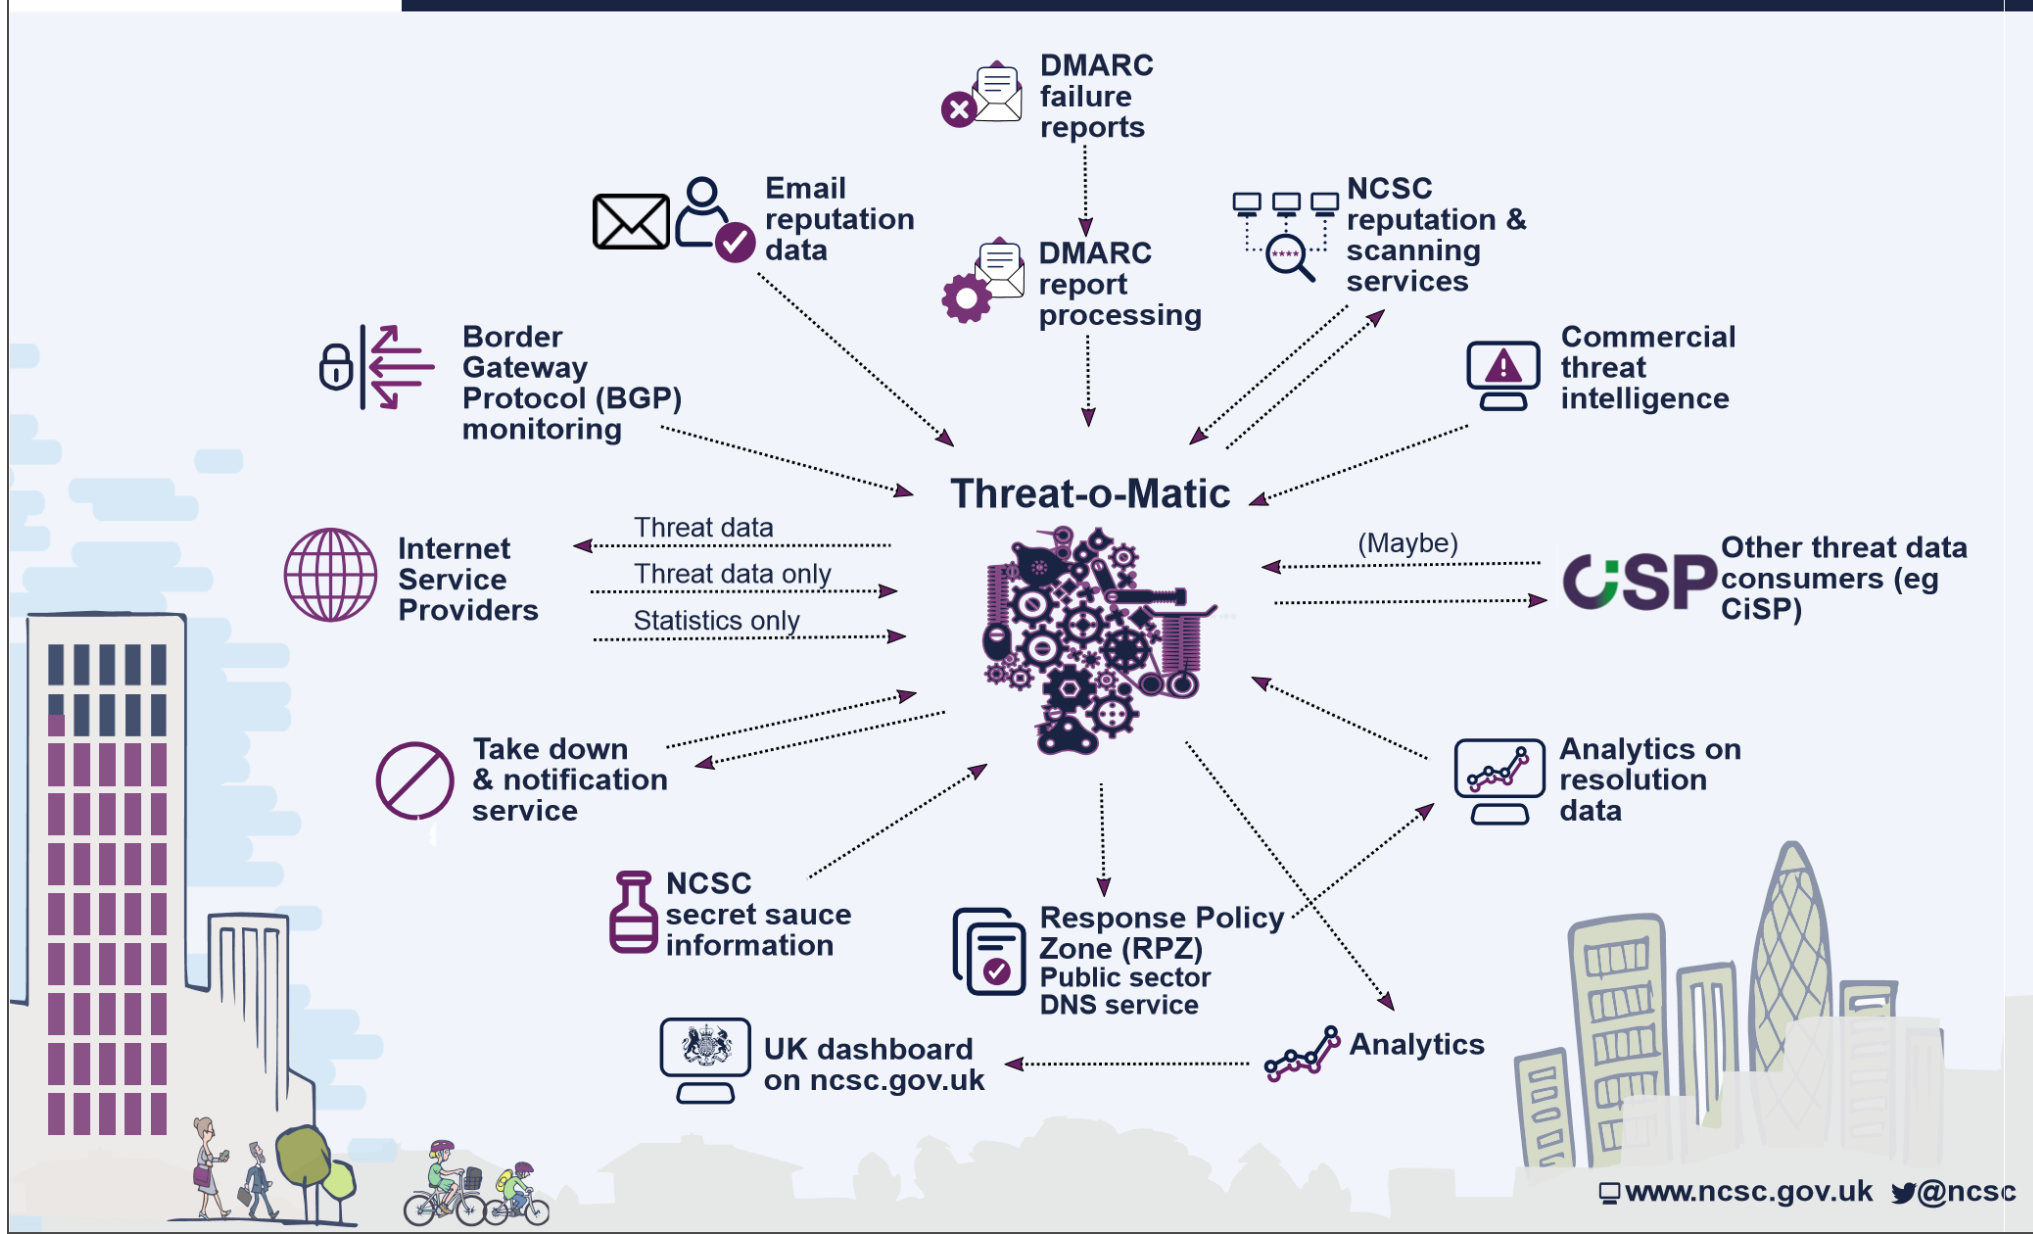 DMARC
failure
reports
Email
reputation
data
NCSC
reputation &
scanning
services
DMARC
report
processing
Border
Gateway
Protocol (BGP)
monitoring
Commercial
threat
intelligence
Threat-o-Matic
Threat data
Threat data only
Statistics only
Internet
Service
Providers
(Maybe)
CiSP
Other threat data
consumers (eg
CiSP)
Take down
& notification
service
Analytics on
resolution
data
NCSC
secret sauce
information
Response Policy
Zone (RPZ)
Public sector
DNS service
UK dashboard
on ncsc.gov.uk
Analytics
www.ncsc.gov.uk @ncsc